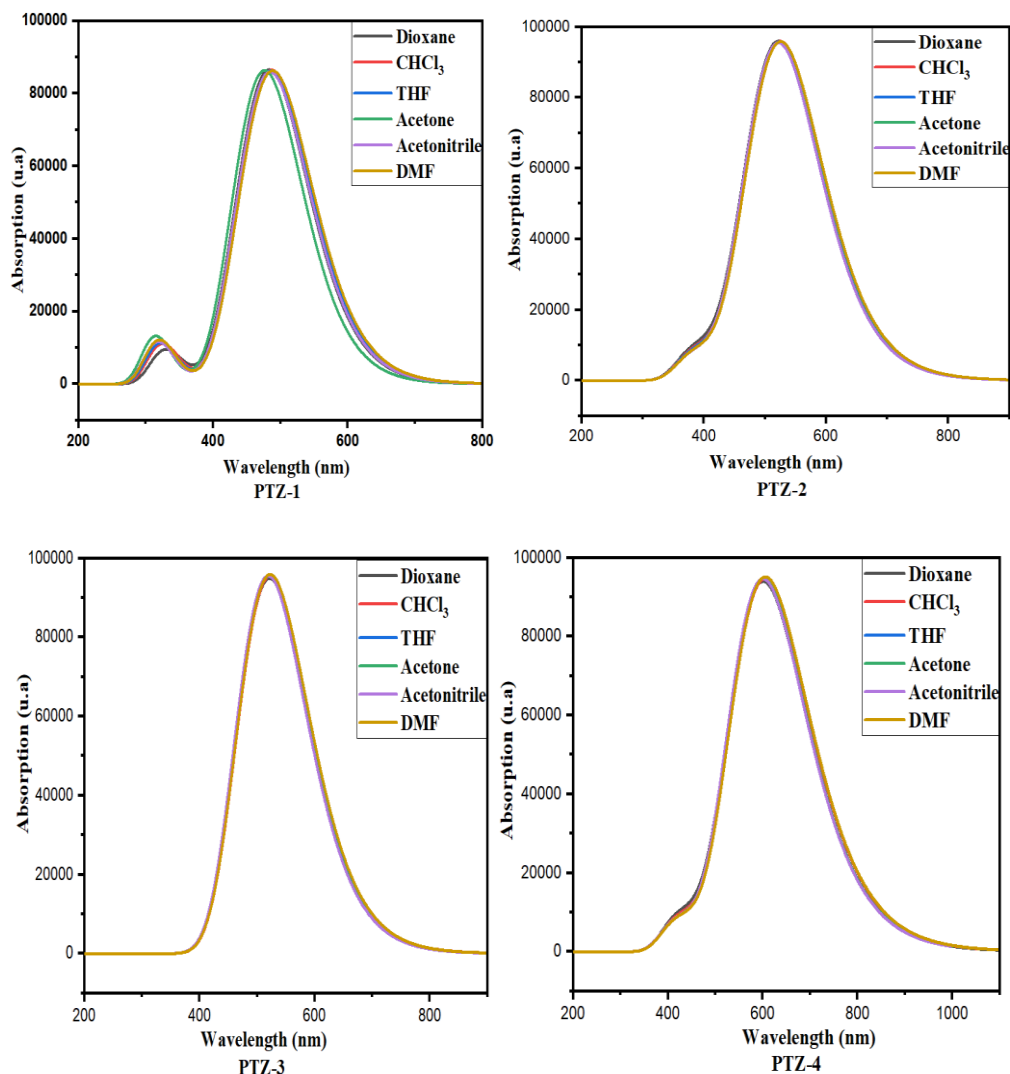 100000
80000
60000
40000
20000
0
Absorption (u.a)
Dioxane
CHCl₃
THF
Acetone
Acetonitrile
DMF
200 400 600 800
Wavelength (nm)
PTZ-1
100000
80000
60000
40000
20000
0
Absorption (u.a)
Dioxane
CHCl₃
THF
Acetone
Acetonitrile
DMF
200 400 600 800
Wavelength (nm)
PTZ-2
100000
80000
60000
40000
20000
0
Absorption (u.a)
Dioxane
CHCl₃
THF
Acetone
Acetonitrile
DMF
200 400 600 800
Wavelength (nm)
PTZ-3
100000
80000
60000
40000
20000
0
Absorption (u.a)
Dioxane
CHCl₃
THF
Acetone
Acetonitrile
DMF
200 400 600 800 1000
Wavelength (nm)
PTZ-4